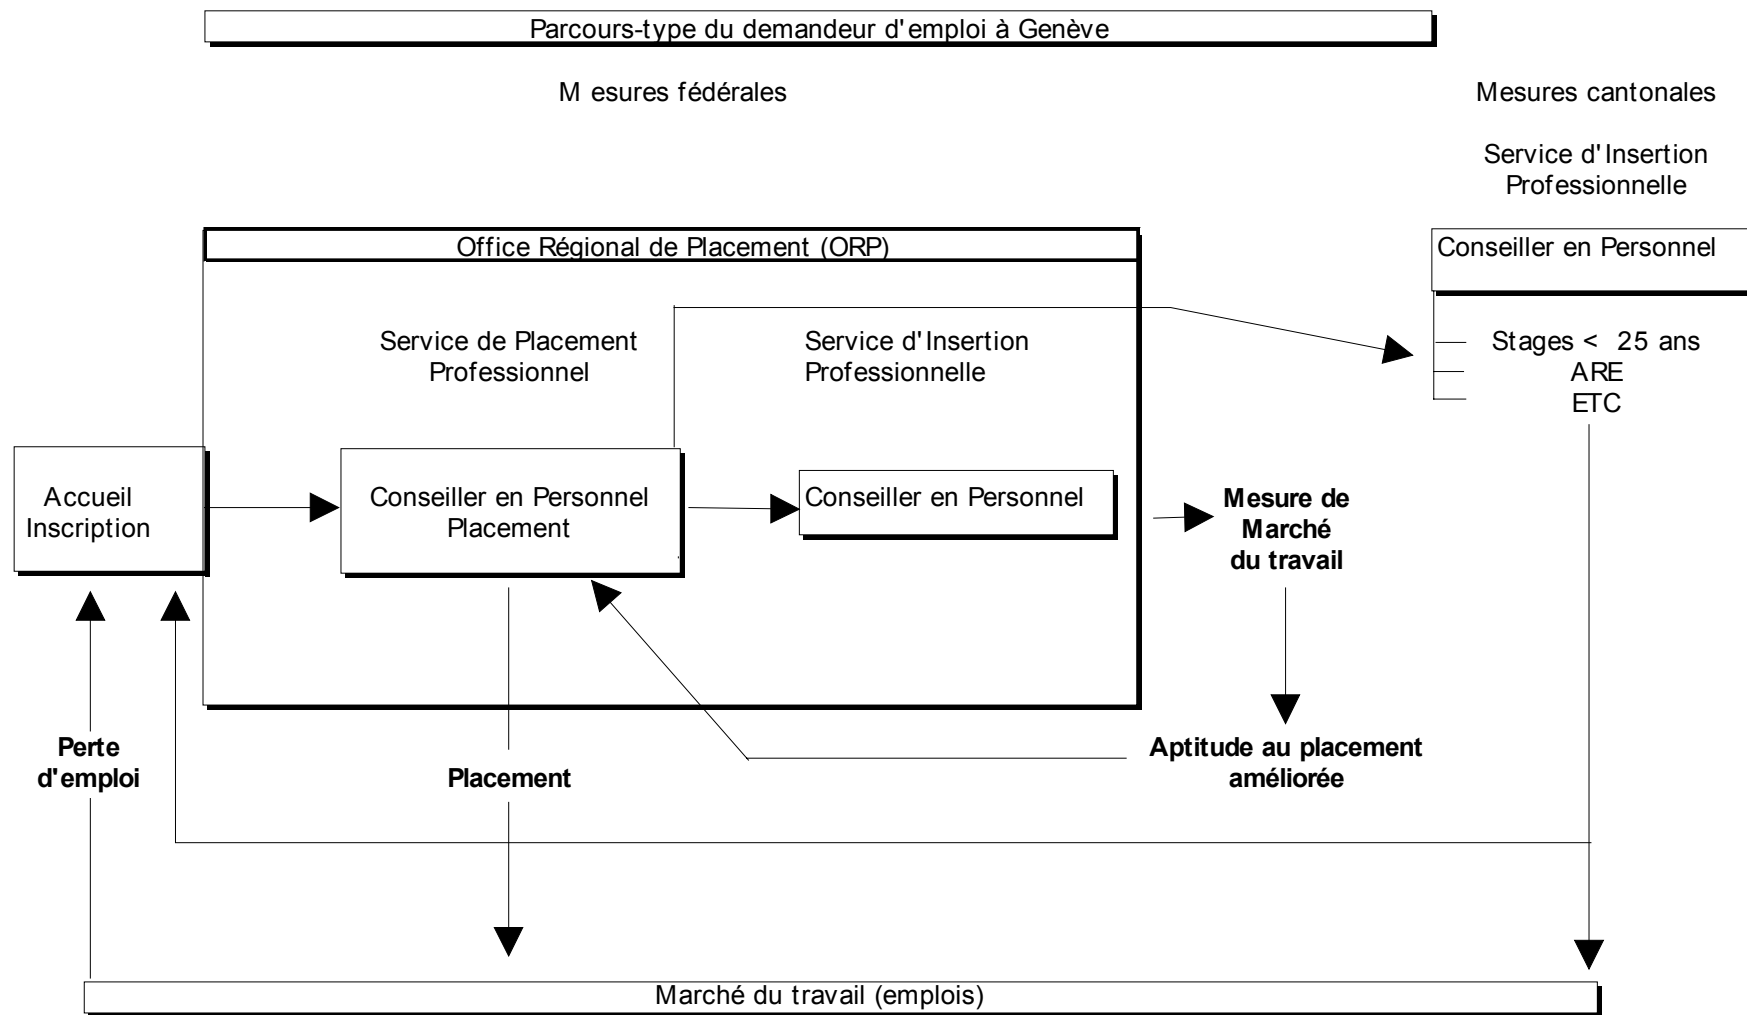 Parcours-type du demandeur d'emploi à Genève
M esures fédérales
Mesures cantonales
Service d'Insertion
Professionnelle
Office Régional de Placement (ORP)
Conseiller en Personnel
Service de Placement
Professionnel
Service d'Insertion
Professionnelle
Stages < 25 ans
ARE
ETC
Accueil
Inscription
Conseiller en Personnel
Placement
Conseiller en Personnel
Mesure de
Marché
du travail
Perte
d'emploi
Placement
Aptitude au placement
améliorée
Marché du travail (emplois)